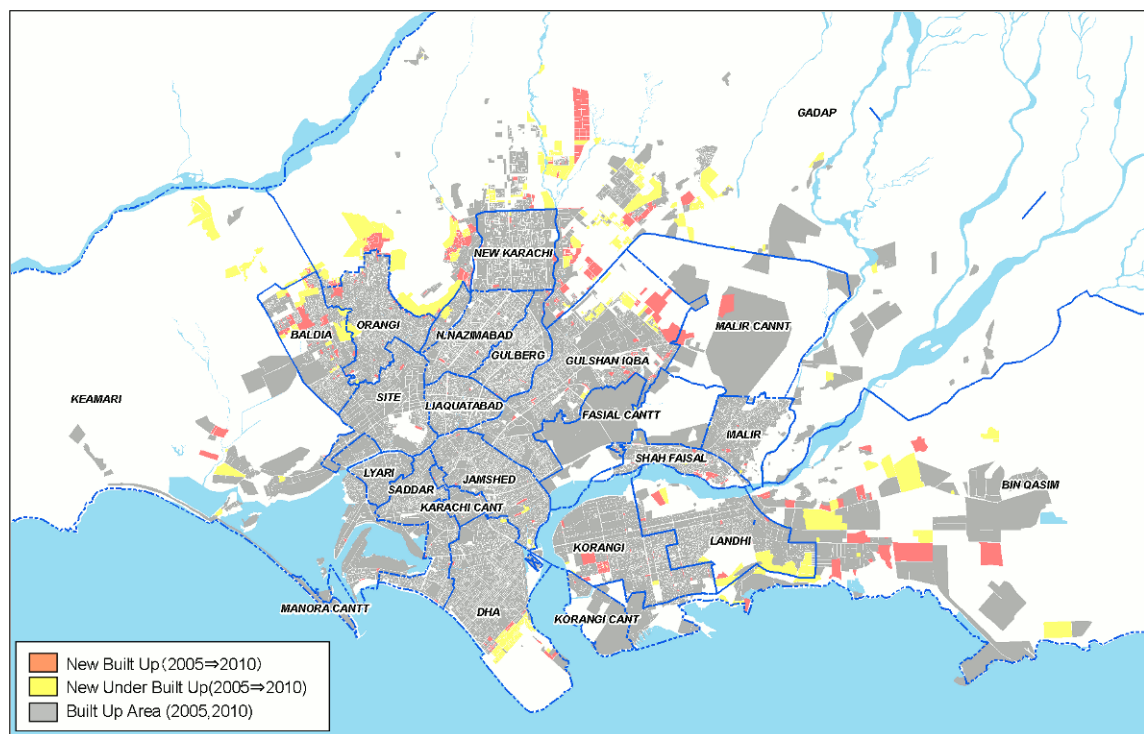 GADAP
NEW KARACHI
MALIR CANNT
BALDIA
ORANGI
N.NAZIMABAD
GULBERG
GULSHAN IQBA
KEAMARI
SITE
LIAQUATABAD
FASIAL CANTT
MALIR
SHAH FAISAL
LYARI
SADDAR
JAMSHED
KARACHI CANT
BIN QASIM
KORANGI
LANDHI
MANORA CANTT
DHA
KORANGI CANT
New Built Up (2005⇒2010)
New Under Built Up(2005⇒2010)
Built Up Area (2005,2010)